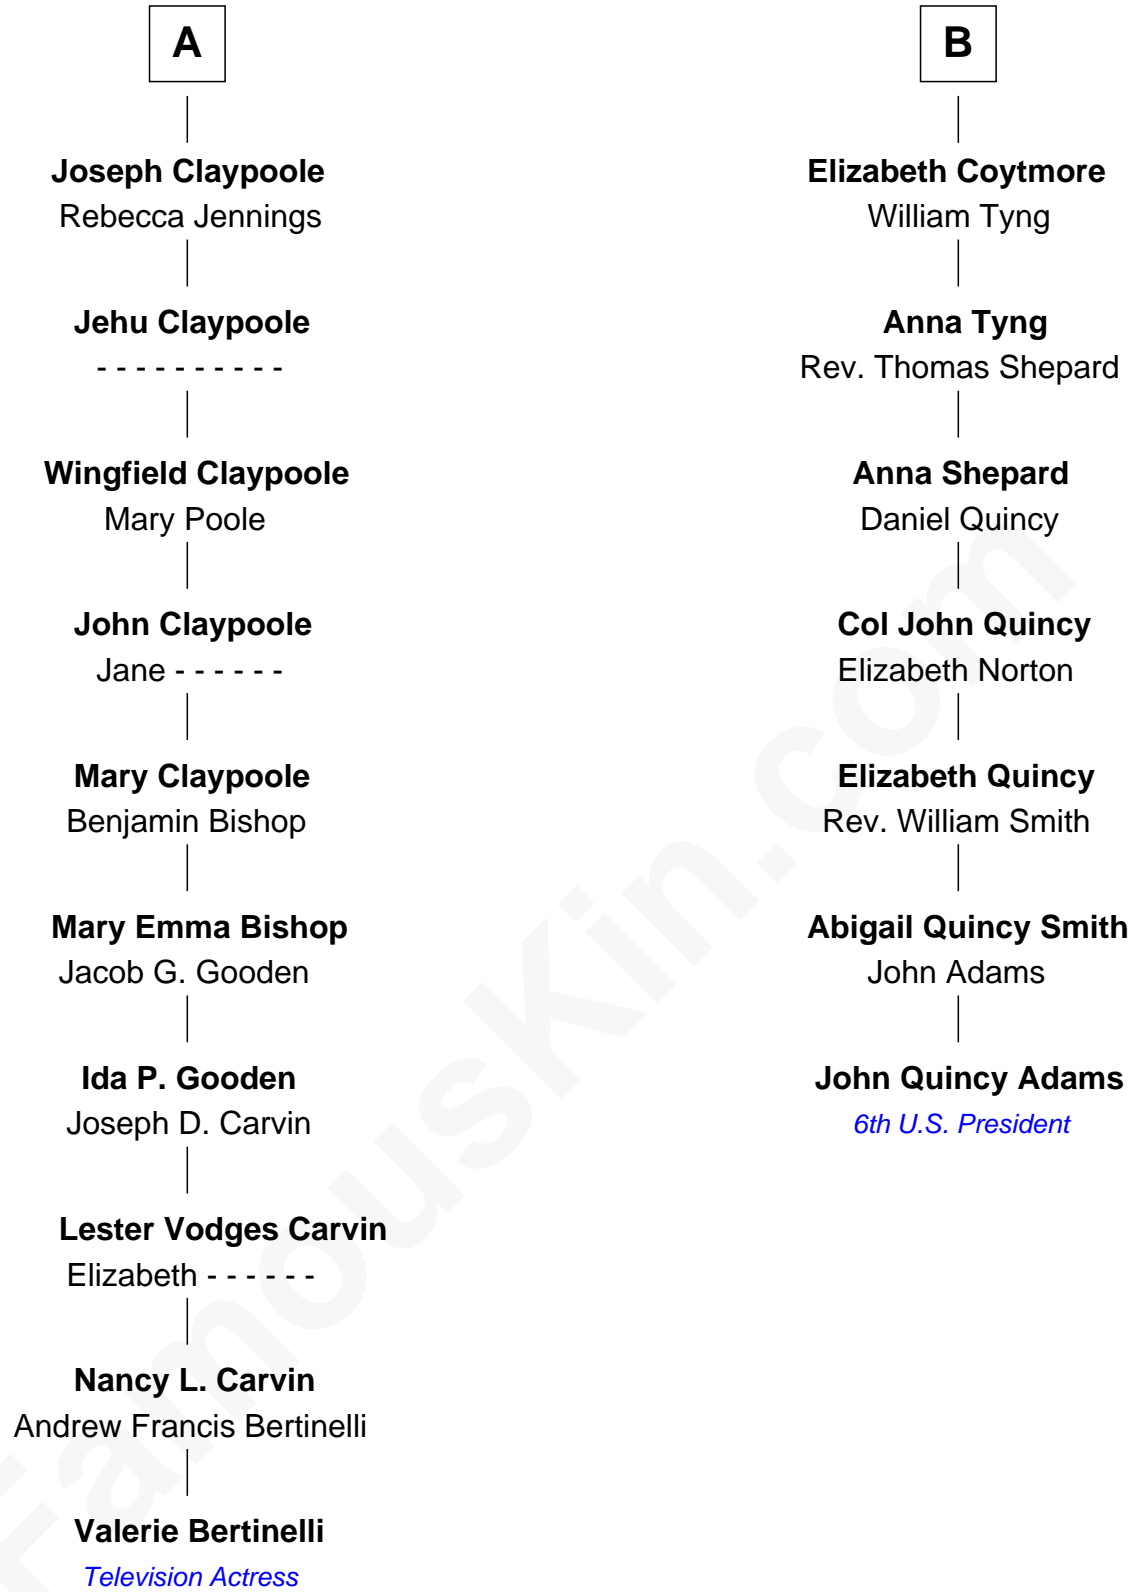 A
Joseph Claypoole
Rebecca Jennings
Jehu Claypoole
- - - - - - - - - -
Wingfield Claypoole
Mary Poole
John Claypoole
Jane - - - - - -
Mary Claypoole
Benjamin Bishop
Mary Emma Bishop
Jacob G. Gooden
Ida P. Gooden
Joseph D. Carvin
Lester Vodges Carvin
Elizabeth - - - - - -
Nancy L. Carvin
Andrew Francis Bertinelli
Valerie Bertinelli
Television Actress
B
Elizabeth Coytmore
William Tyng
Anna Tyng
Rev. Thomas Shepard
Anna Shepard
Daniel Quincy
Col John Quincy
Elizabeth Norton
Elizabeth Quincy
Rev. William Smith
Abigail Quincy Smith
John Adams
John Quincy Adams
6th U.S. President
FamousKin.com